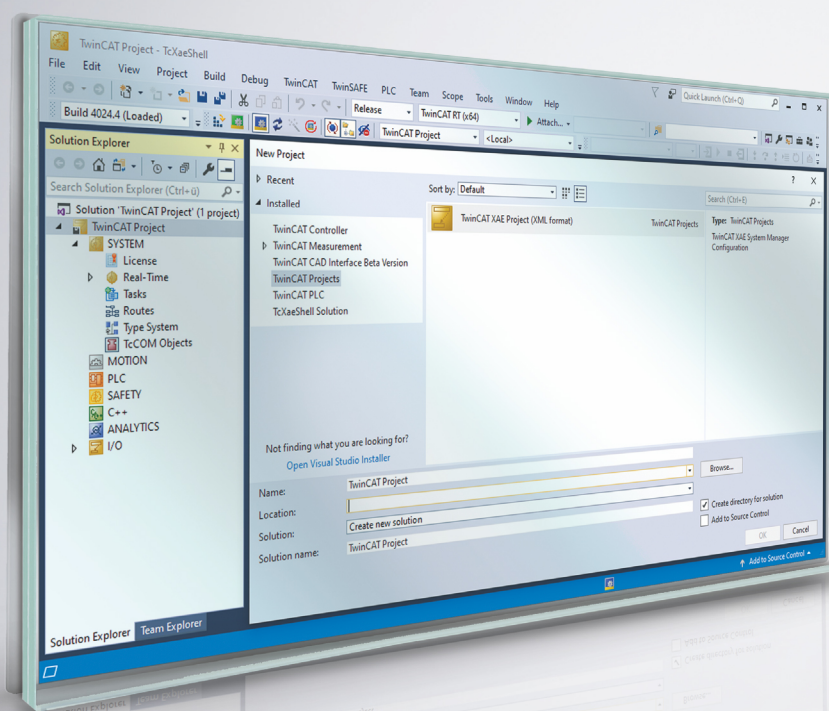 TwinCAT Project - TcXaeShell
File Edit View Project Build Debug TwinCAT TwinSAFE PLC Team Scope Tools Window Help
Quick Launch (Ctrl+Q)
Release TwinCAT RT (x64) Attach...
Build 4024.4 (Loaded) TwinCAT Project <Local>
Solution Explorer
Search Solution Explorer (Ctrl+ü)
Solution 'TwinCAT Project' (1 project)
TwinCAT Project
SYSTEM
License
Real-Time
Tasks
Routes
Type System
TcCOM Objects
MOTION
PLC
SAFETY
C++
ANALYTICS
I/O
Solution Explorer Team Explorer
New Project
? X
Recent
Installed
TwinCAT Controller
TwinCAT Measurement
TwinCAT CAD Interface Beta Version
TwinCAT Projects
TwinCAT PLC
TcXaeShell Solution
Not finding what you are looking for?
Open Visual Studio Installer
Sort by: Default
TwinCAT XAE Project (XML format) TwinCAT Projects
Search (Ctrl+E)
Type: TwinCAT Projects
TwinCAT XAE System Manager
Configuration
Name: TwinCAT Project
Location:
Browse...
Solution: Create new solution
Solution name: TwinCAT Project
Create directory for solution
Add to Source Control
OK Cancel
Add to Source Control